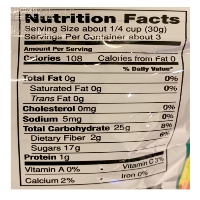 Nutrition Facts
Serving Size about 1/4 cup (30g)
Servings Per Container about 3
Amount Per Serving
Calories 108 Calories from Fat 0
% Daily Value*
Total Fat 0g 0%
Saturated Fat 0g 0%
Trans Fat 0g
Cholesterol 0mg 0%
Sodium 5mg 0%
Total Carbohydrate 25g 8%
Dietary Fiber 2g 6%
Sugars 17g
Protein 1g
Vitamin A 0% • Vitamin C 3%
Calcium 2% • Iron 0%